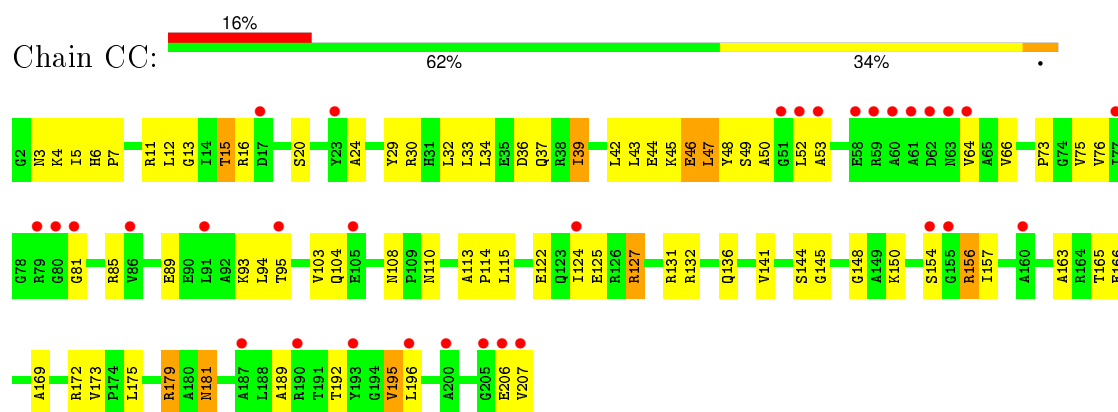 16%
Chain CC:
62% 34% •
G2 N3 K4 I5 H6 P7 R11 L12 G13 I14 T15 R16 D17 S20 Y23 A24 Y29 R30 H31 L32 L33 L34 E35 D36 Q37 R38 I39 L42 L43 E44 K45 E46 L47 Y48 S49 A50 G51 L52 A53 E58 R59 A60 A61 D62 N63 V64 A65 V66 P73 G74 V75 V76 I77
G78 R79 G80 G81 R85 V86 E89 E90 L91 A92 K93 L94 T95 V103 Q104 E105 N108 P109 N110 A113 P114 L115 E122 Q123 I124 E125 R126 R127 R131 R132 Q136 V141 S144 G145 G148 A149 K150 S154 G155 R156 I157 A160 A163 R164 T165 E166
A169 R172 V173 P174 L175 R179 A180 N181 A187 L188 A189 R190 T191 T192 Y193 G194 V195 L196 A200 G205 E206 V207